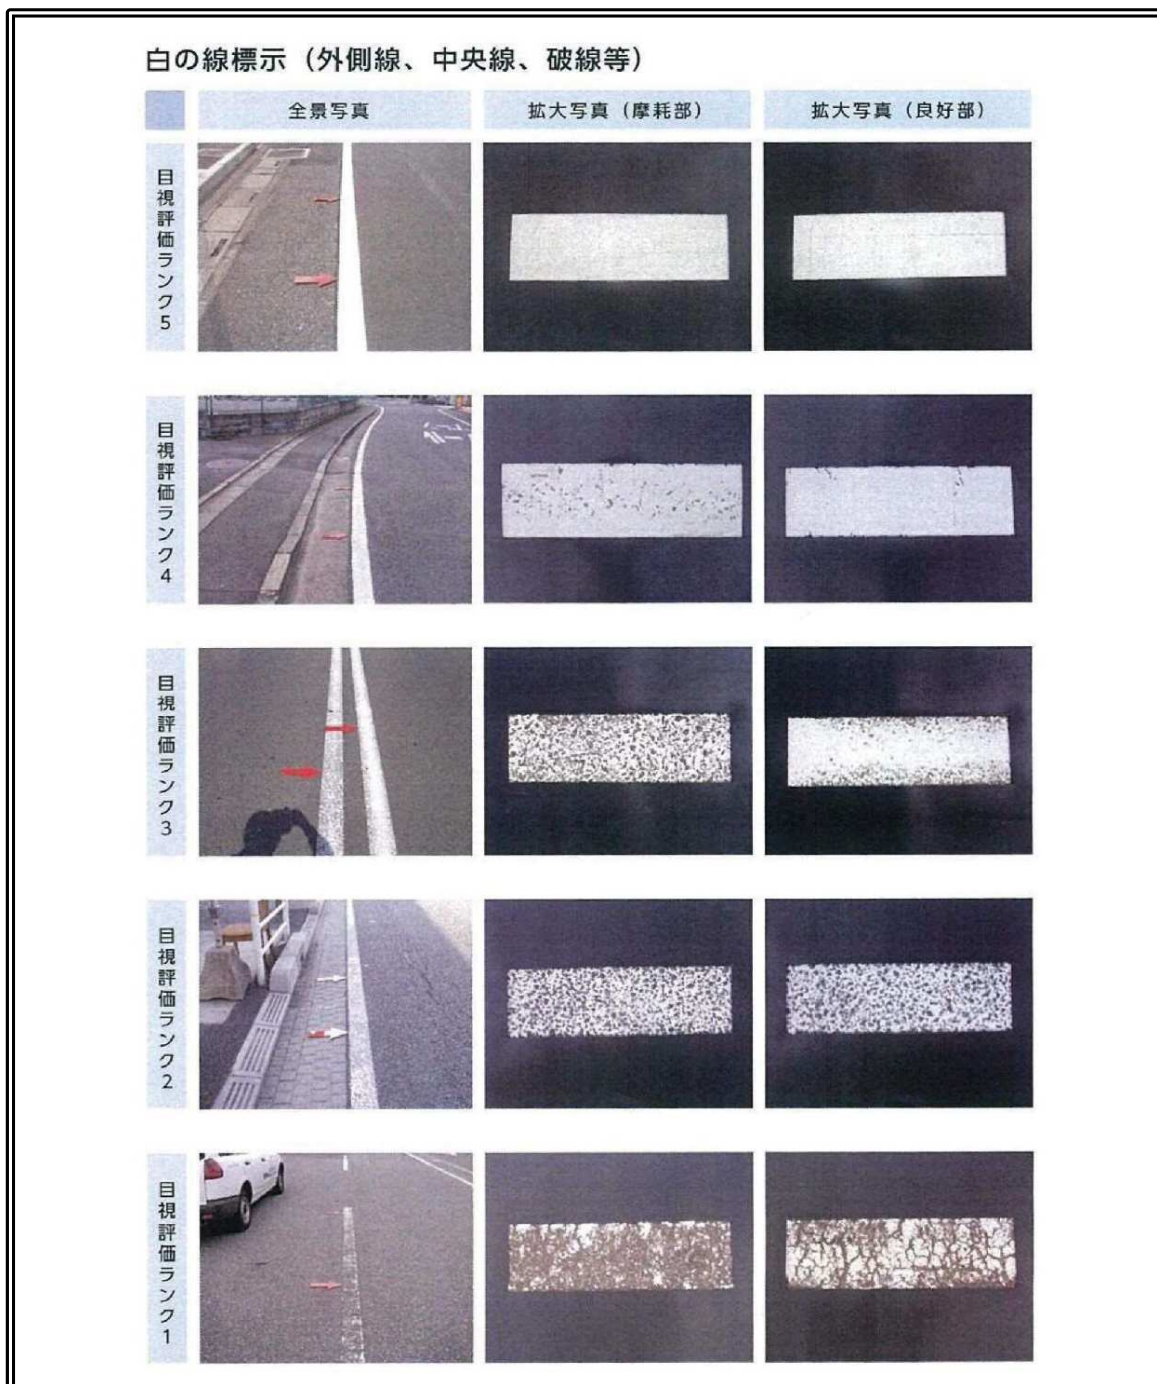 白の線標示（外側線、中央線、破線等）
全景写真
拡大写真（摩耗部）
拡大写真（良好部）
目視評価ランク5
目視評価ランク4
目視評価ランク3
目視評価ランク2
目視評価ランク1